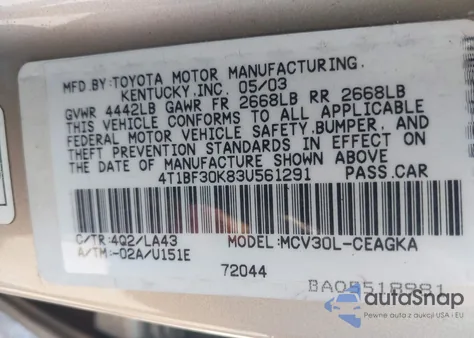 MFD.BY:TOYOTA MOTOR MANUFACTURING.
KENTUCKY,INC. 05/03
GVWR 4442LB GAWR FR 2668LB RR 2668LB
THIS VEHICLE CONFORMS TO ALL APPLICABLE
FEDERAL MOTOR VEHICLE SAFETY,BUMPER, AND
THEFT PREVENTION STANDARDS IN EFFECT ON
THE DATE OF MANUFACTURE SHOWN ABOVE
4T1BF30K83U561291 PASS.CAR
C/TR:4Q2/LA43 MODEL:MCV30L-CEAGKA
A/TM:-02A/U151E
72044
autoSnap
Pewne auta z aukcji USA i EU